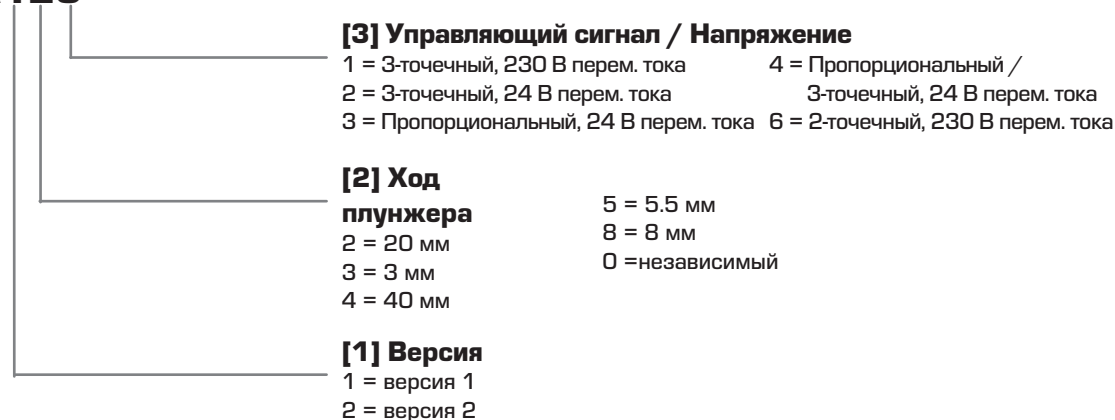 [3] Управляющий сигнал / Напряжение
1 = 3-точечный, 230 В перем. тока
4 = Пропорциональный /
2 = 3-точечный, 24 В перем. тока
3-точечный, 24 В перем. тока
3 = Пропорциональный, 24 В перем. тока
6 = 2-точечный, 230 В перем. тока
[2] Ход
плунжера
5 = 5.5 мм
2 = 20 мм
8 = 8 мм
3 = 3 мм
0 =независимый
4 = 40 мм
[1] Версия
1 = версия 1
2 = версия 2